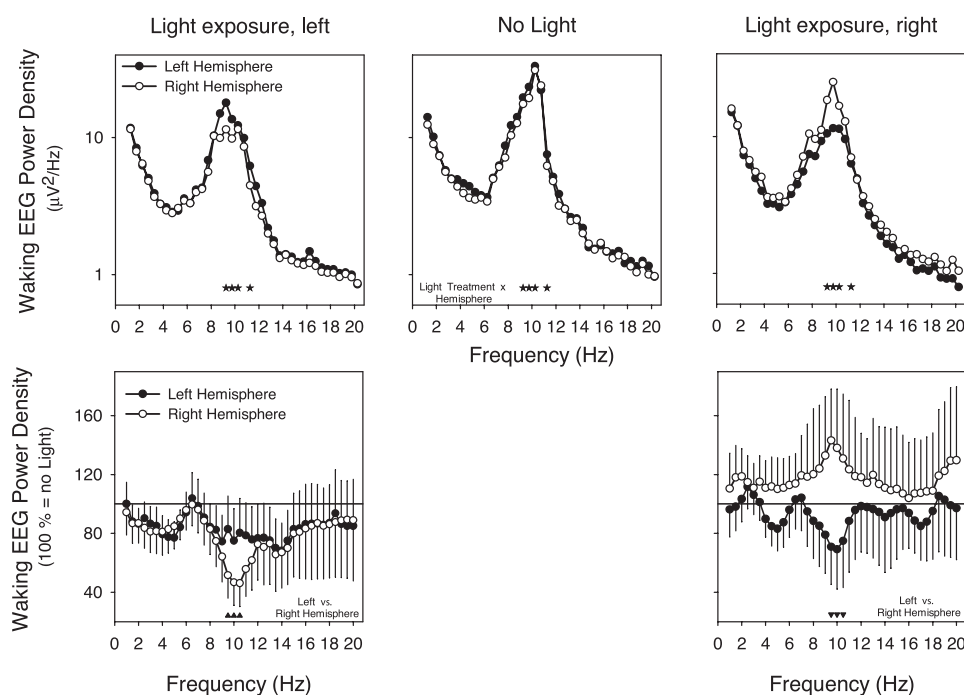 Light exposure, left
No Light
Light exposure, right
Waking EEG Power Density
(µV²/Hz)
Left Hemisphere
Right Hemisphere
10
1
0 2 4 6 8 10 12 14 16 18 20
Light Treatment x
Hemisphere
★★★ ★
0 2 4 6 8 10 12 14 16 18 20
Frequency (Hz)
★★★ ★
0 2 4 6 8 10 12 14 16 18 20
★★★ ★
Waking EEG Power Density
(100 % = no Light)
Left Hemisphere
Right Hemisphere
160
120
80
40
Left vs.
Right Hemisphere
▲▲▲
0 2 4 6 8 10 12 14 16 18 20
Frequency (Hz)
Left vs.
Right Hemisphere
▼▼▼
0 2 4 6 8 10 12 14 16 18 20
Frequency (Hz)